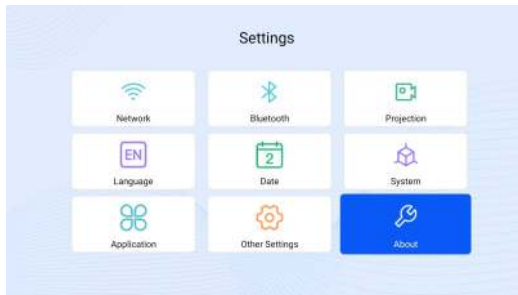 Settings
Network
Bluetooth
Projection
EN
Language
2
Date
System
Application
Other Settings
About